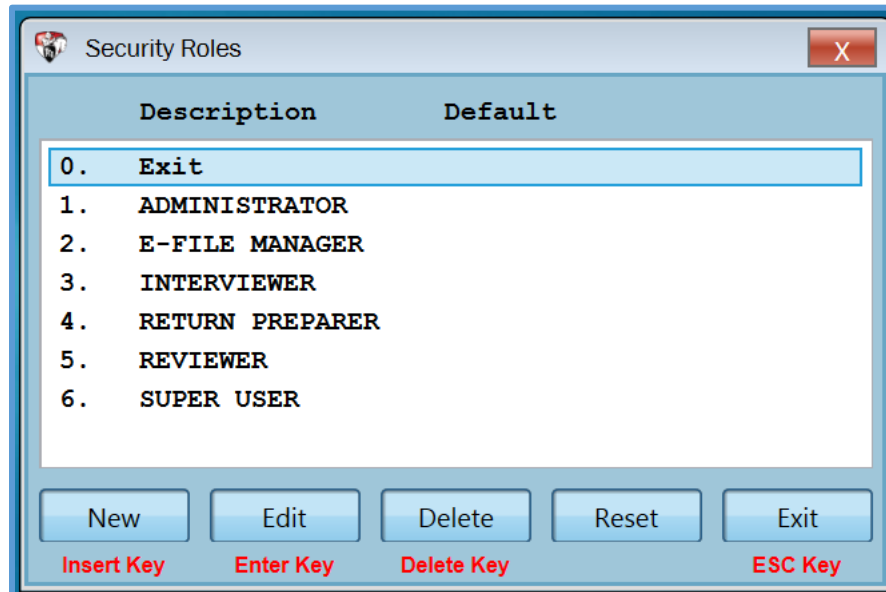 Security Roles X
Description Default
0. Exit
1. ADMINISTRATOR
2. E-FILE MANAGER
3. INTERVIEWER
4. RETURN PREPARER
5. REVIEWER
6. SUPER USER
New Edit Delete Reset Exit
Insert Key Enter Key Delete Key ESC Key